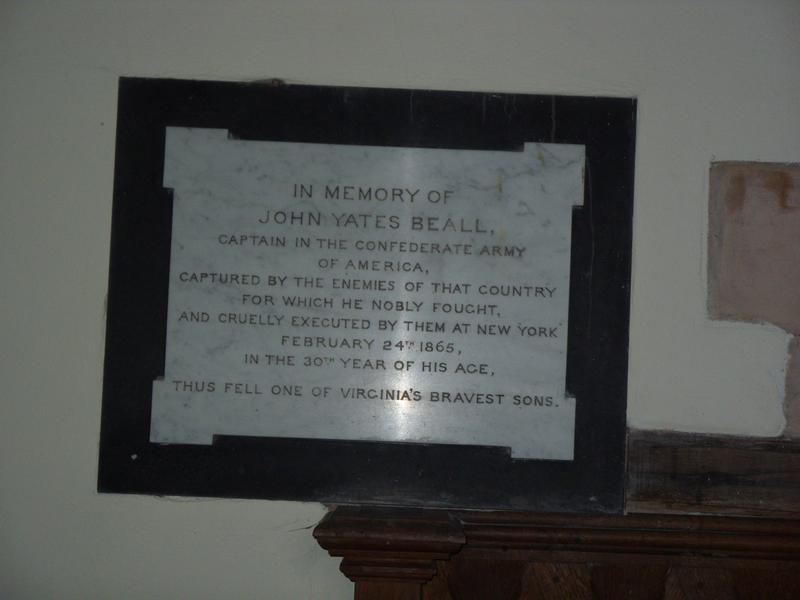 IN MEMORY OF
JOHN YATES BEALL,
CAPTAIN IN THE CONFEDERATE ARMY
OF AMERICA,
CAPTURED BY THE ENEMIES OF THAT COUNTRY
FOR WHICH HE NOBLY FOUGHT,
AND CRUELLY EXECUTED BY THEM AT NEW YORK
FEBRUARY 24TH 1865,
IN THE 30TH YEAR OF HIS AGE,
THUS FELL ONE OF VIRGINIA'S BRAVEST SONS.